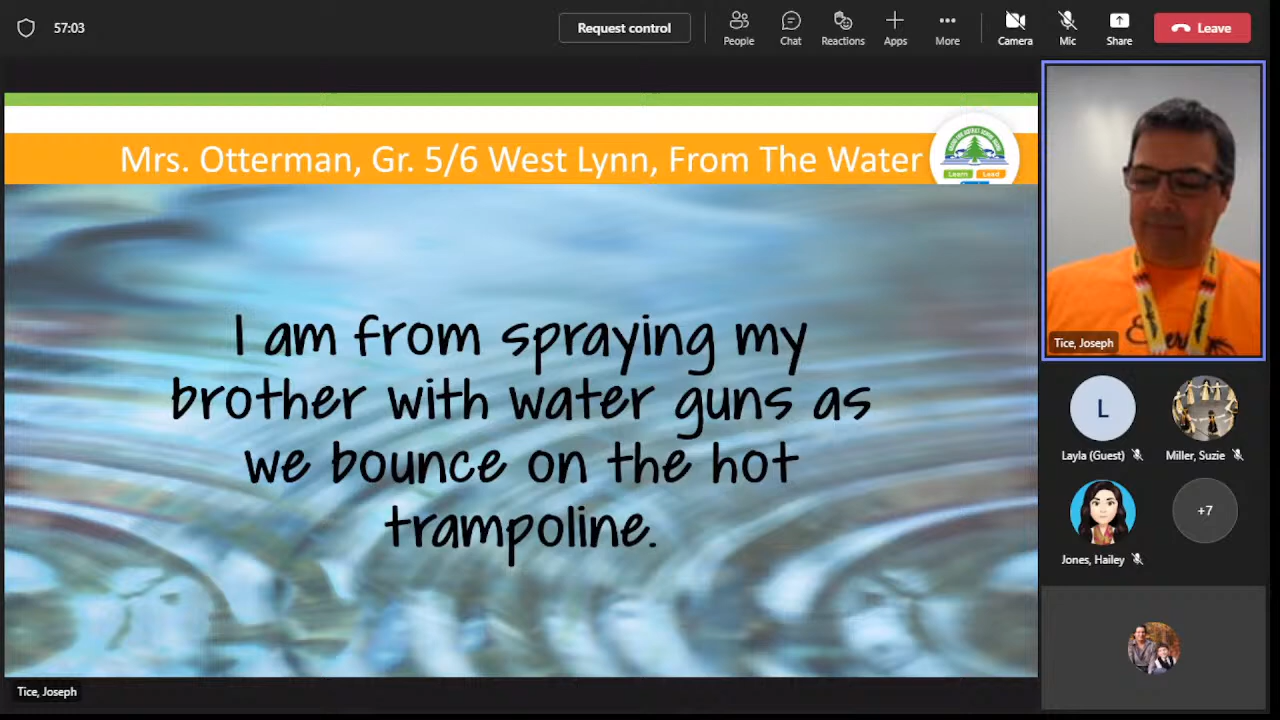 57:03
Request control
People
Chat
Reactions
Apps
More
Camera
Mic
Share
Leave
Mrs. Otterman, Gr. 5/6 West Lynn, From The Water
Learn
Lead
I am from spraying my
brother with water guns as
we bounce on the hot
trampoline.
Tice, Joseph
L
Layla (Guest)
Miller, Suzie
Jones, Hailey
+7
Tice, Joseph